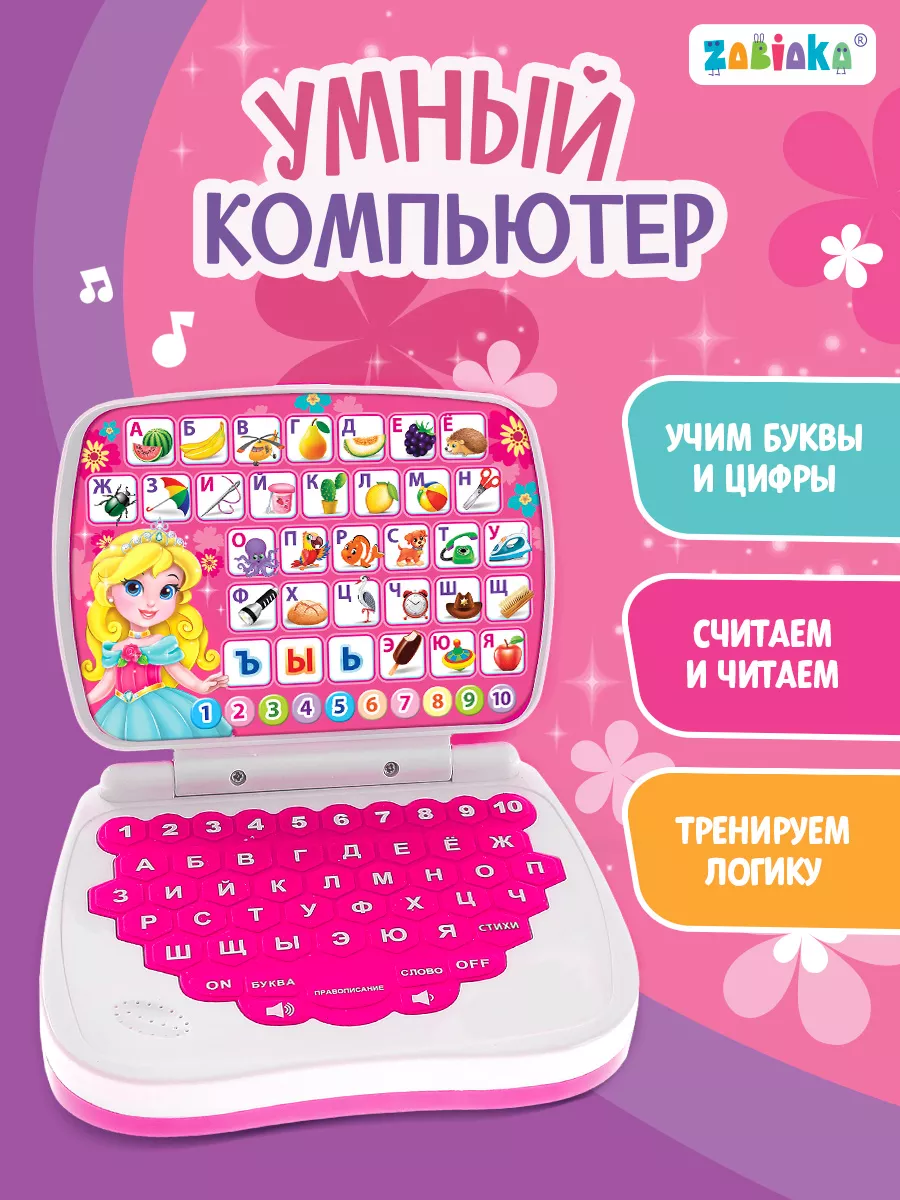 Zabiaka®
УМНЫЙ
КОМПЬЮТЕР
УЧИМ БУКВЫ
И ЦИФРЫ
СЧИТАЕМ
И ЧИТАЕМ
ТРЕНИРУЕМ
ЛОГИКУ
А Б В Г Д Е Ё
Ж З И Й К Л М Н
О П Р С Т У
Ф Х Ц Ч Ш Щ
Ъ Ы Ь Э Ю Я
1 2 3 4 5 6 7 8 9 10
1 2 3 4 5 6 7 8 9 10
А Б В Г Д Е Ё Ж
З И Й К Л М Н О П
Р С Т У Ф Х Ц Ч
Ш Щ Ы Э Ю Я СТИХИ
ON БУКВА ПРАВОПИСАНИЕ СЛОВО OFF